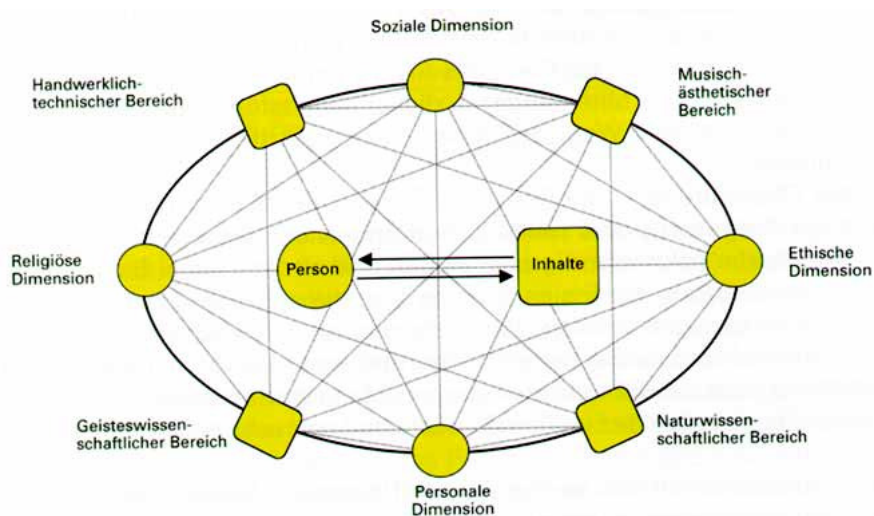 Soziale Dimension
Handwerklich-
technischer Bereich
Musisch-
ästhetischer
Bereich
Religiöse
Dimension
Person
Inhalte
Ethische
Dimension
Geisteswissen-
schaftlicher Bereich
Naturwissen-
schaftlicher Bereich
Personale
Dimension